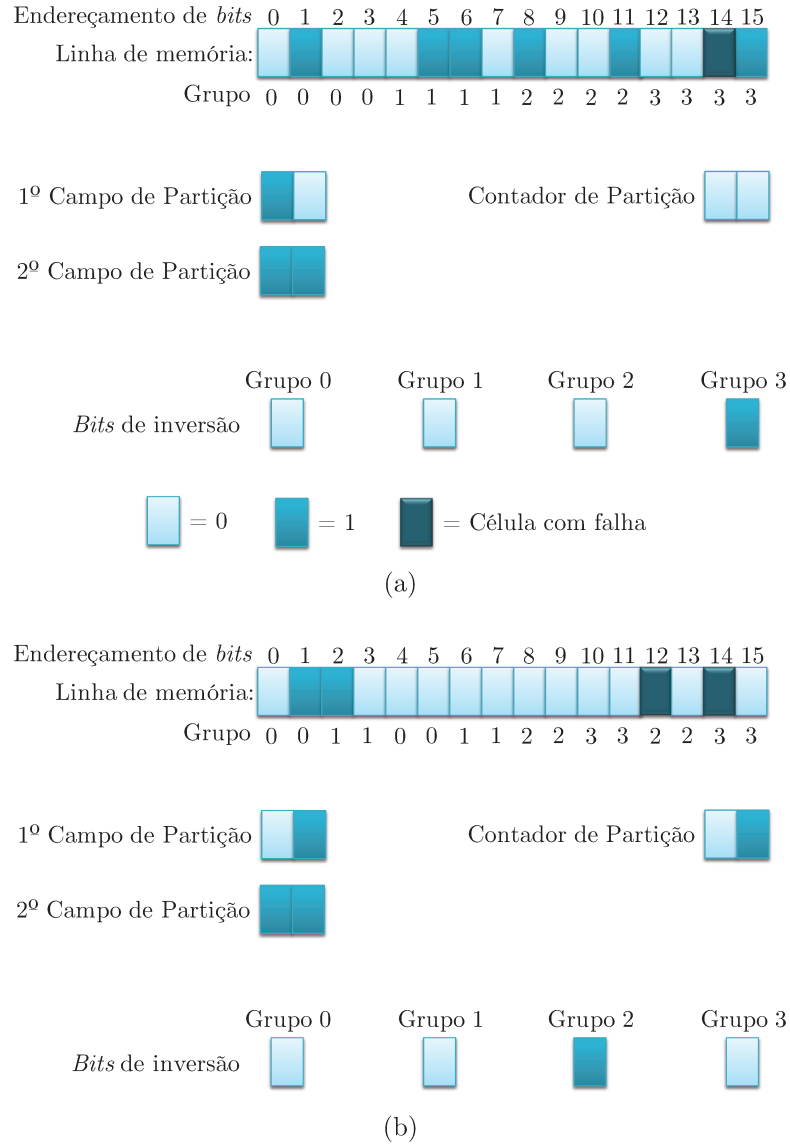 Endereçamento de bits 0 1 2 3 4 5 6 7 8 9 10 11 12 13 14 15
Linha de memória:
Grupo 0 0 0 0 1 1 1 1 2 2 2 2 3 3 3 3
1º Campo de Partição
Contador de Partição
2º Campo de Partição
Grupo 0 Grupo 1 Grupo 2 Grupo 3
Bits de inversão
= 0 = 1 = Célula com falha
(a)
Endereçamento de bits 0 1 2 3 4 5 6 7 8 9 10 11 12 13 14 15
Linha de memória:
Grupo 0 0 1 1 0 0 1 1 2 2 3 3 2 2 3 3
1º Campo de Partição
Contador de Partição
2º Campo de Partição
Grupo 0 Grupo 1 Grupo 2 Grupo 3
Bits de inversão
(b)